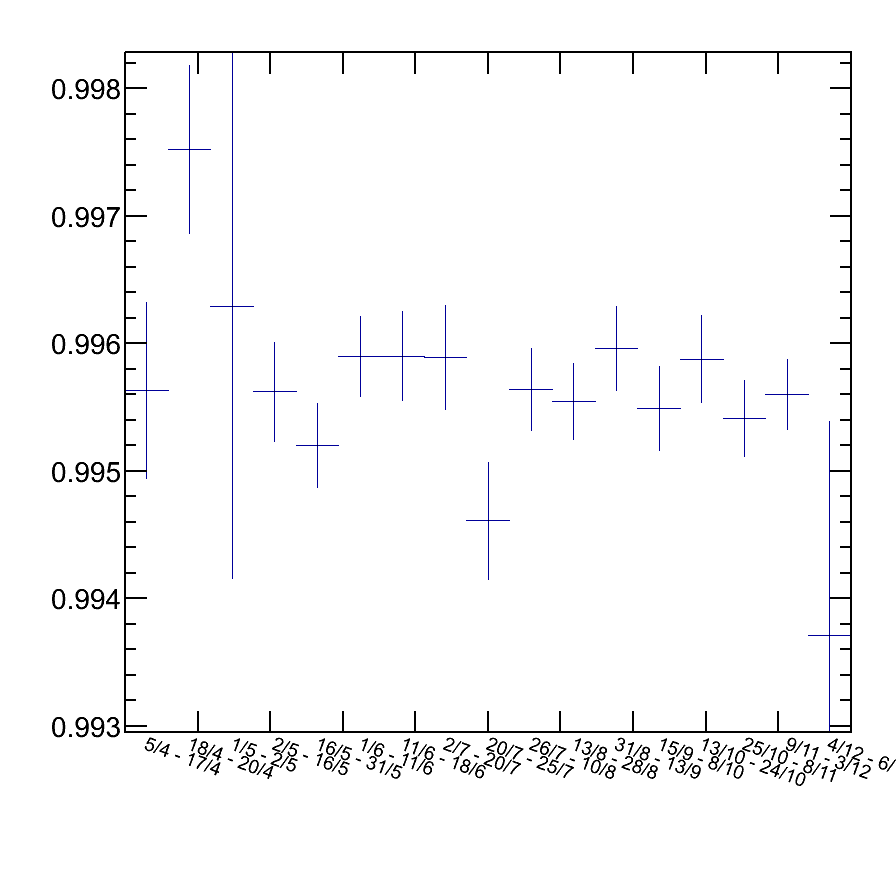 0.998
0.997
0.996
0.995
0.994
0.993
5/4 - 17/4
18/4 - 20/4
1/5 - 2/5
2/5 - 16/5
16/5 - 31/5
1/6 - 11/6
11/6 - 18/6
2/7 - 20/7
20/7 - 25/7
26/7 - 10/8
13/8 - 28/8
31/8 - 13/9
15/9 - 8/10
13/10 - 24/10
25/10 - 8/11
9/11 - 3/12
4/12 - 6/